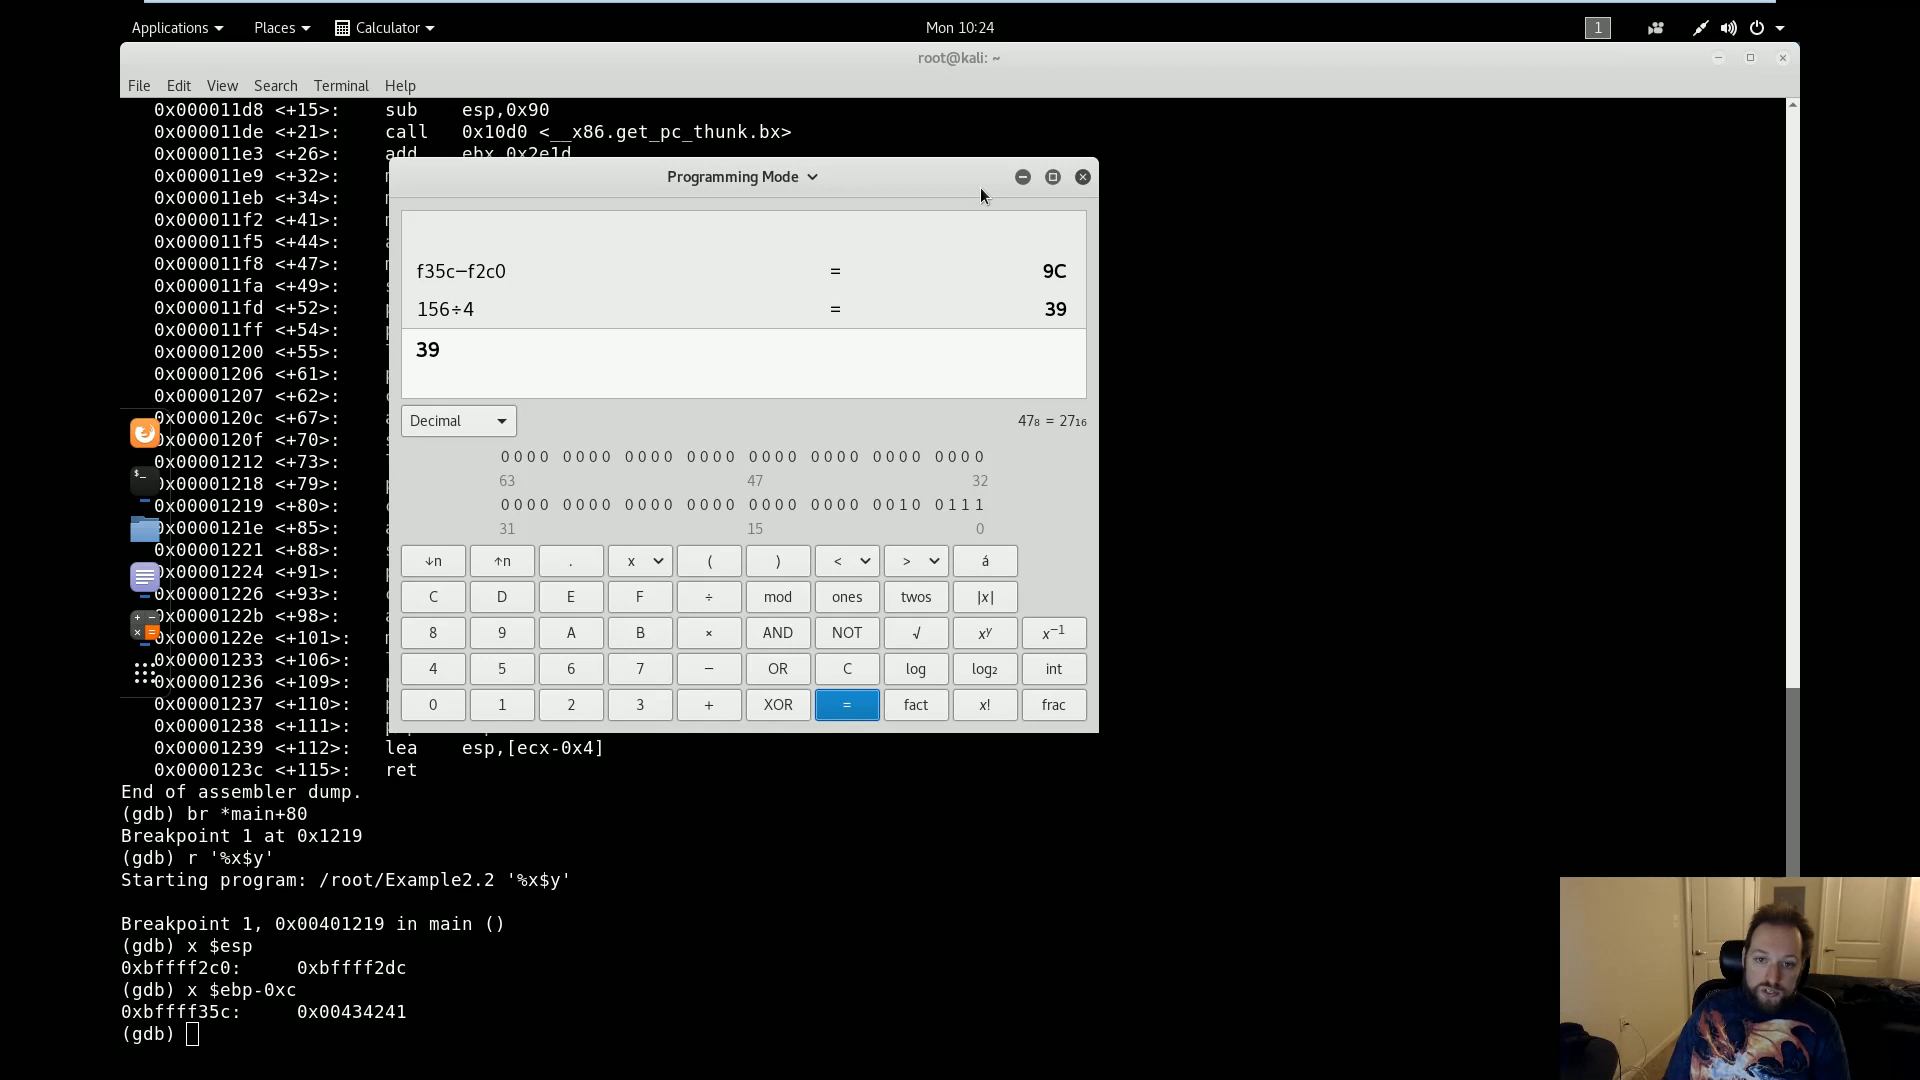 Applications Places Calculator Mon 10:24 1
root@kali: ~
File Edit View Search Terminal Help
0x000011d8 <+15>: sub esp,0x90
0x000011de <+21>: call 0x10d0 <__x86.get_pc_thunk.bx>
0x000011e3 <+26>: add ebx,0x2e1d
0x000011e9 <+32>:
0x000011eb <+34>:
0x000011f2 <+41>:
0x000011f5 <+44>:
0x000011f8 <+47>:
0x000011fa <+49>:
0x000011fd <+52>:
0x000011ff <+54>:
0x00001200 <+55>:
0x00001206 <+61>:
0x00001207 <+62>:
0x0000120c <+67>:
0x0000120f <+70>:
0x00001212 <+73>:
0x00001218 <+79>:
0x00001219 <+80>:
0x0000121e <+85>:
0x00001221 <+88>:
0x00001224 <+91>:
0x00001226 <+93>:
0x0000122b <+98>:
0x0000122e <+101>:
0x00001233 <+106>:
0x00001236 <+109>:
0x00001237 <+110>:
0x00001238 <+111>:
0x00001239 <+112>: lea esp,[ecx-0x4]
0x0000123c <+115>: ret
End of assembler dump.
(gdb) br *main+80
Breakpoint 1 at 0x1219
(gdb) r '%x$y'
Starting program: /root/Example2.2 '%x$y'
Breakpoint 1, 0x00401219 in main ()
(gdb) x $esp
0xbffff2c0: 0xbffff2dc
(gdb) x $ebp-0xc
0xbffff35c: 0x00434241
(gdb)
Programming Mode
f35c−f2c0 = 9C
156÷4 = 39
39
Decimal 47₈ = 27₁₆
0000 0000 0000 0000 0000 0000 0000 0000
63 47 32
0000 0000 0000 0000 0000 0000 0010 0111
31 15 0
↓n ↑n . x ( ) < > á
C D E F ÷ mod ones twos |x|
8 9 A B × AND NOT √ xʸ x⁻¹
4 5 6 7 − OR C log log₂ int
0 1 2 3 + XOR = fact x! frac